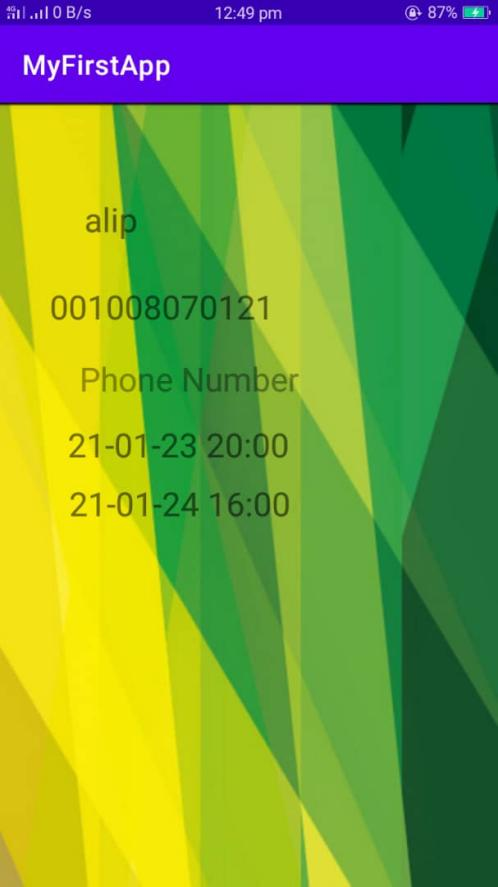 4G 0 B/s 12:49 pm 87%
MyFirstApp
alip
001008070121
Phone Number
21-01-23 20:00
21-01-24 16:00